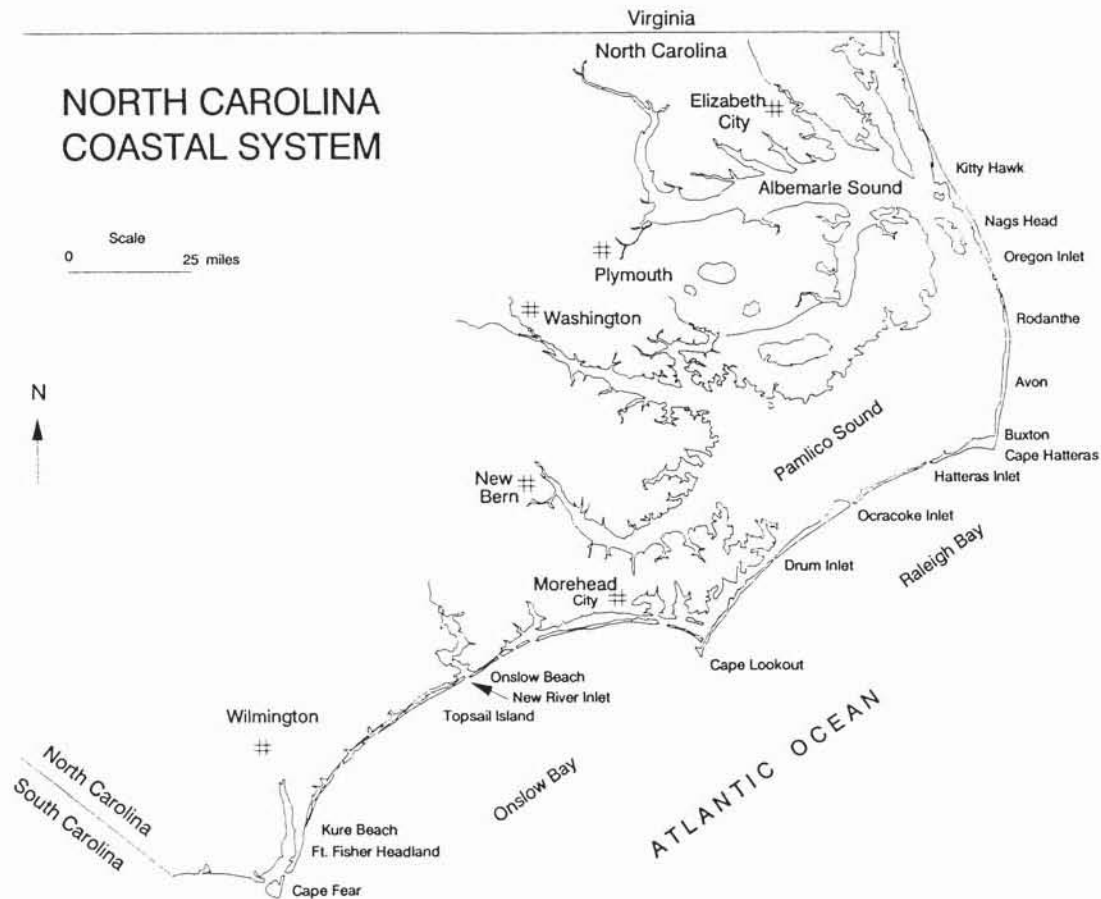 Virginia
North Carolina
NORTH CAROLINA
COASTAL SYSTEM
Elizabeth
City
Kitty Hawk
Albemarle Sound
Nags Head
Scale
0 25 miles
Oregon Inlet
Plymouth
Washington
Rodanthe
N
Avon
Pamlico Sound
Buxton
Cape Hatteras
Hatteras Inlet
New
Bern
Ocracoke Inlet
Raleigh Bay
Drum Inlet
Morehead
City
Cape Lookout
Onslow Beach
New River Inlet
Topsail Island
Wilmington
ATLANTIC OCEAN
Onslow Bay
North Carolina
South Carolina
Kure Beach
Ft. Fisher Headland
Cape Fear